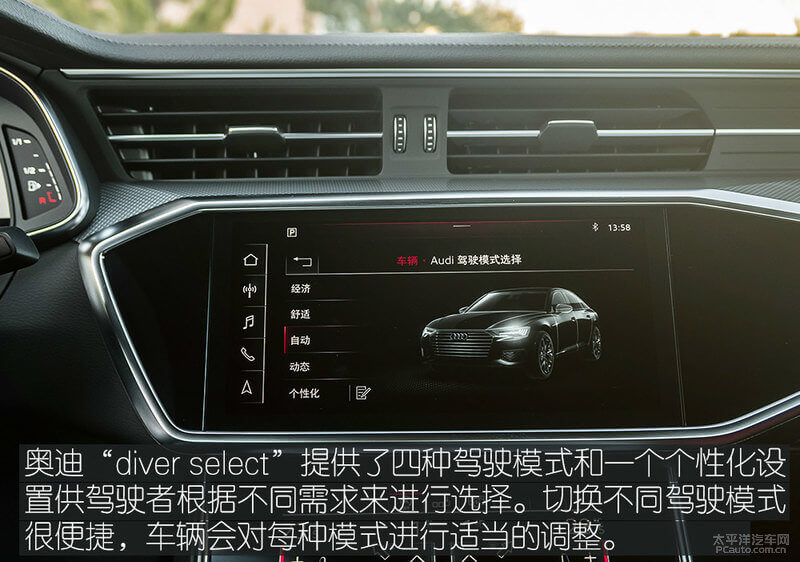 1/1
1/2
R
P
13:58
车辆 · Audi 驾驶模式选择
经济
舒适
自动
动态
个性化
奥迪“diver select”提供了四种驾驶模式和一个个性化设
置供驾驶者根据不同需求来进行选择。切换不同驾驶模式
很便捷，车辆会对每种模式进行适当的调整。
太平洋汽车网
PCauto.com.cn